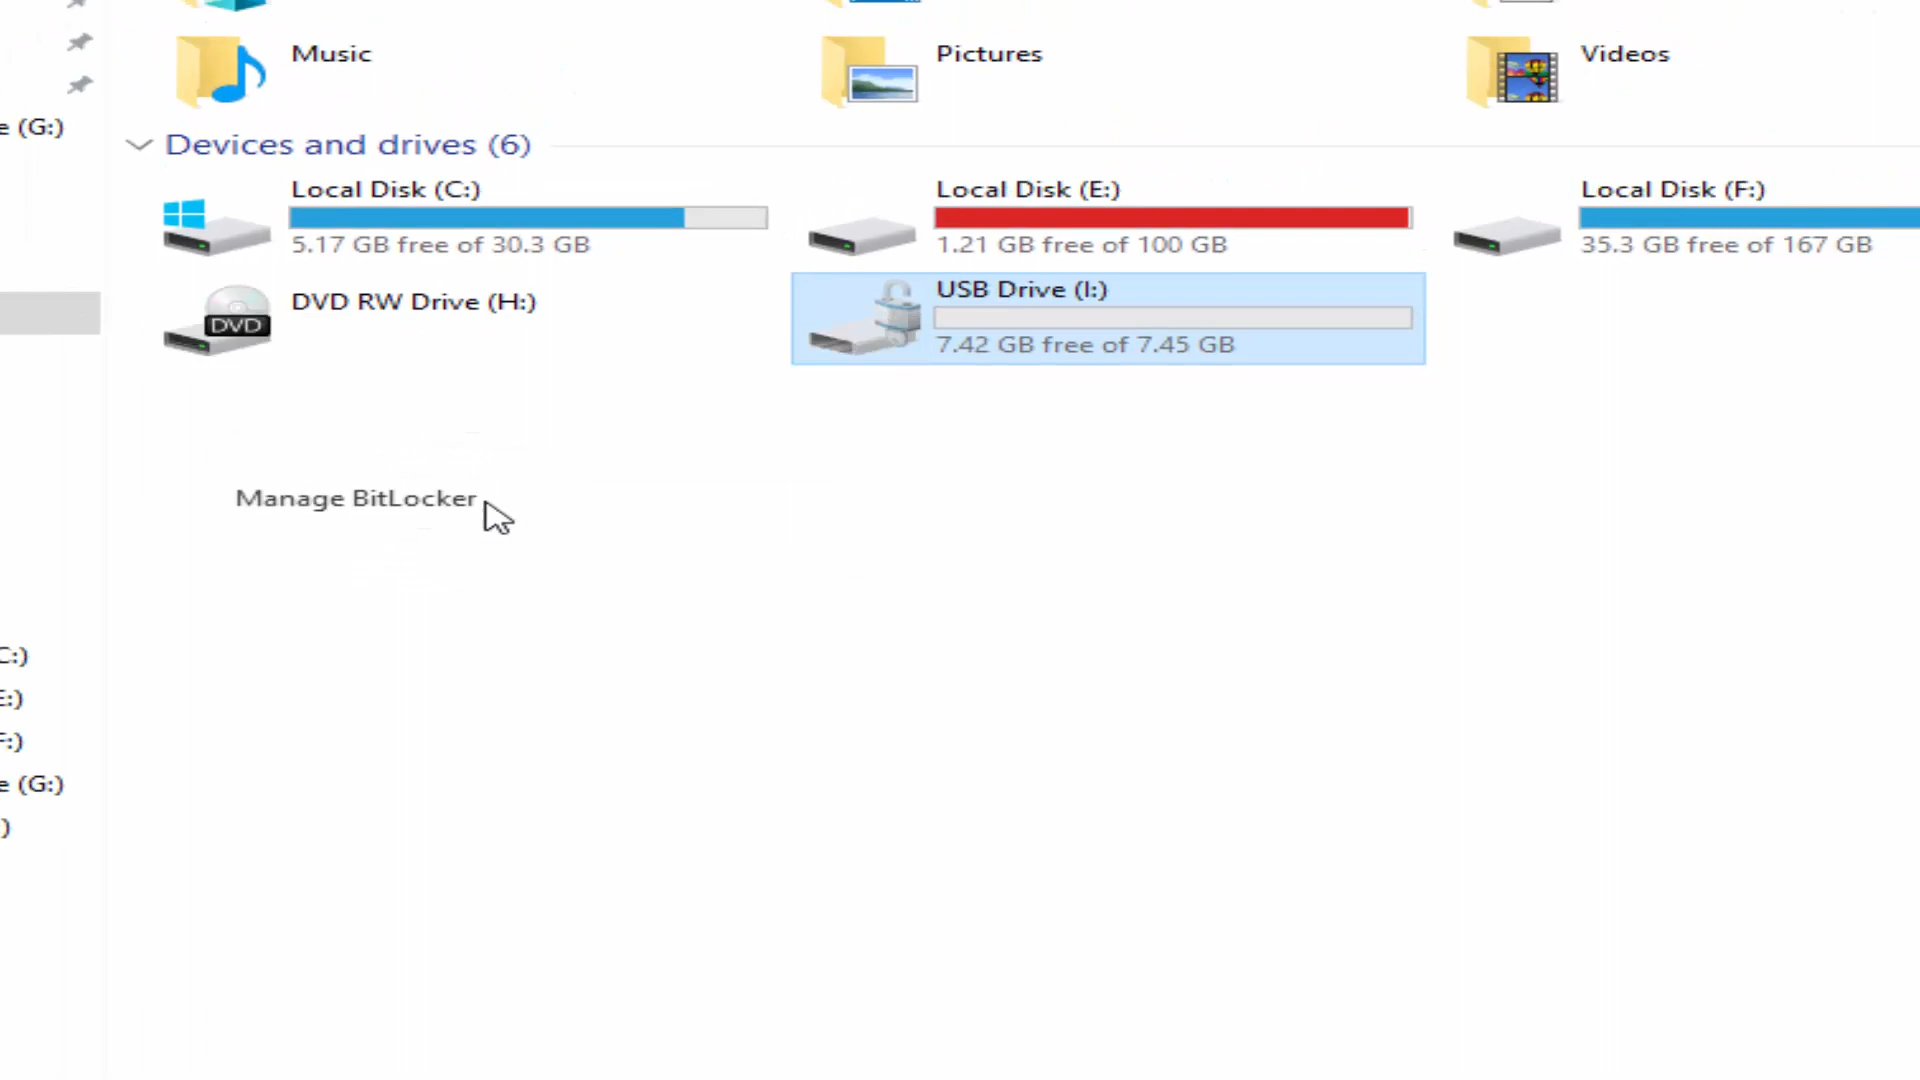 Music
Pictures
Videos
e (G:)
Devices and drives (6)
Local Disk (C:)
5.17 GB free of 30.3 GB
Local Disk (E:)
1.21 GB free of 100 GB
Local Disk (F:)
35.3 GB free of 167 GB
DVD
DVD RW Drive (H:)
USB Drive (I:)
7.42 GB free of 7.45 GB
Manage BitLocker
C:)
E:)
F:)
e (G:)
)